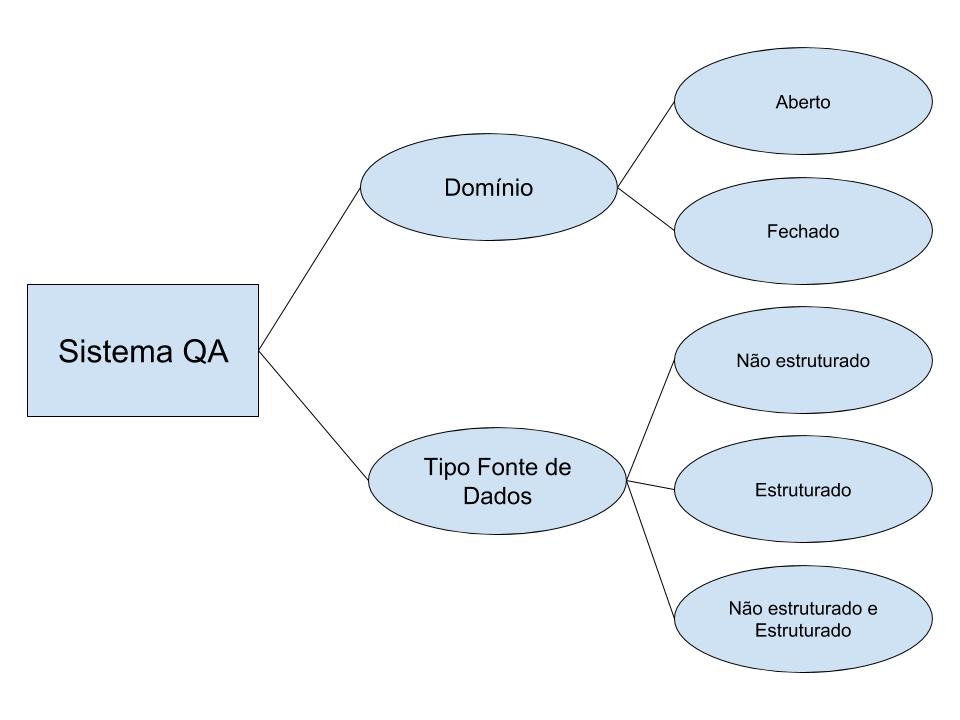 Sistema QA
Domínio
Aberto
Fechado
Tipo Fonte de
Dados
Não estruturado
Estruturado
Não estruturado e
Estruturado